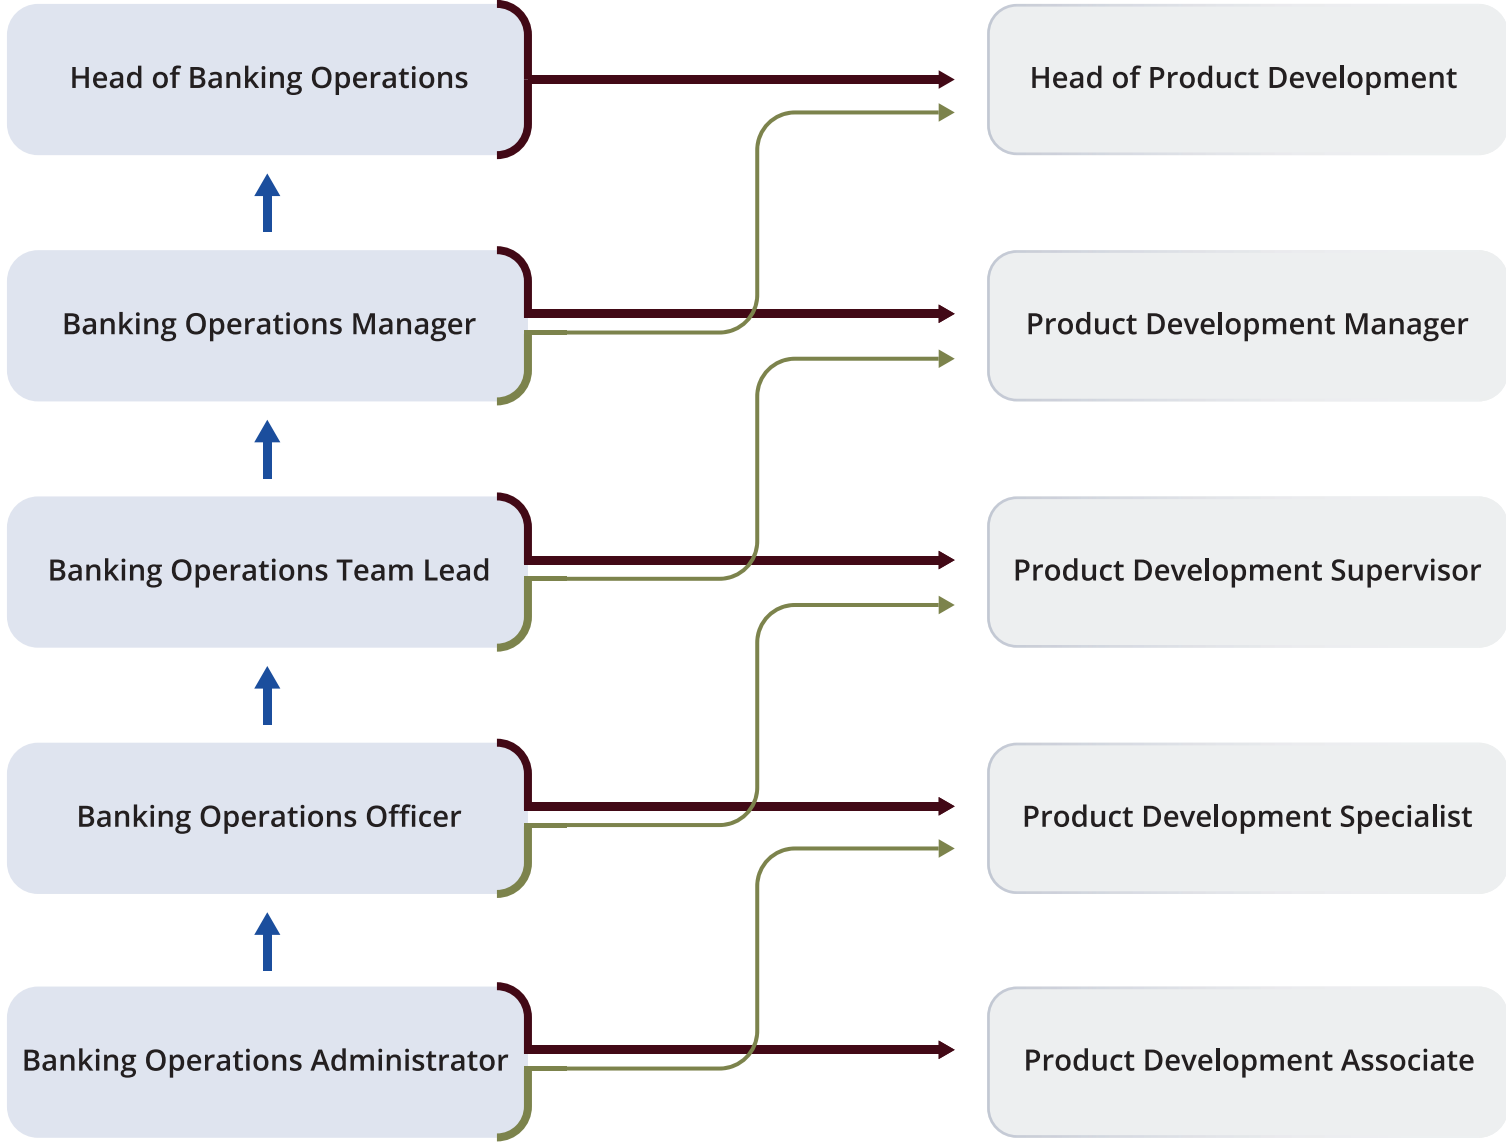 Head of Banking Operations
Head of Product Development
Banking Operations Manager
Product Development Manager
Banking Operations Team Lead
Product Development Supervisor
Banking Operations Officer
Product Development Specialist
Banking Operations Administrator
Product Development Associate